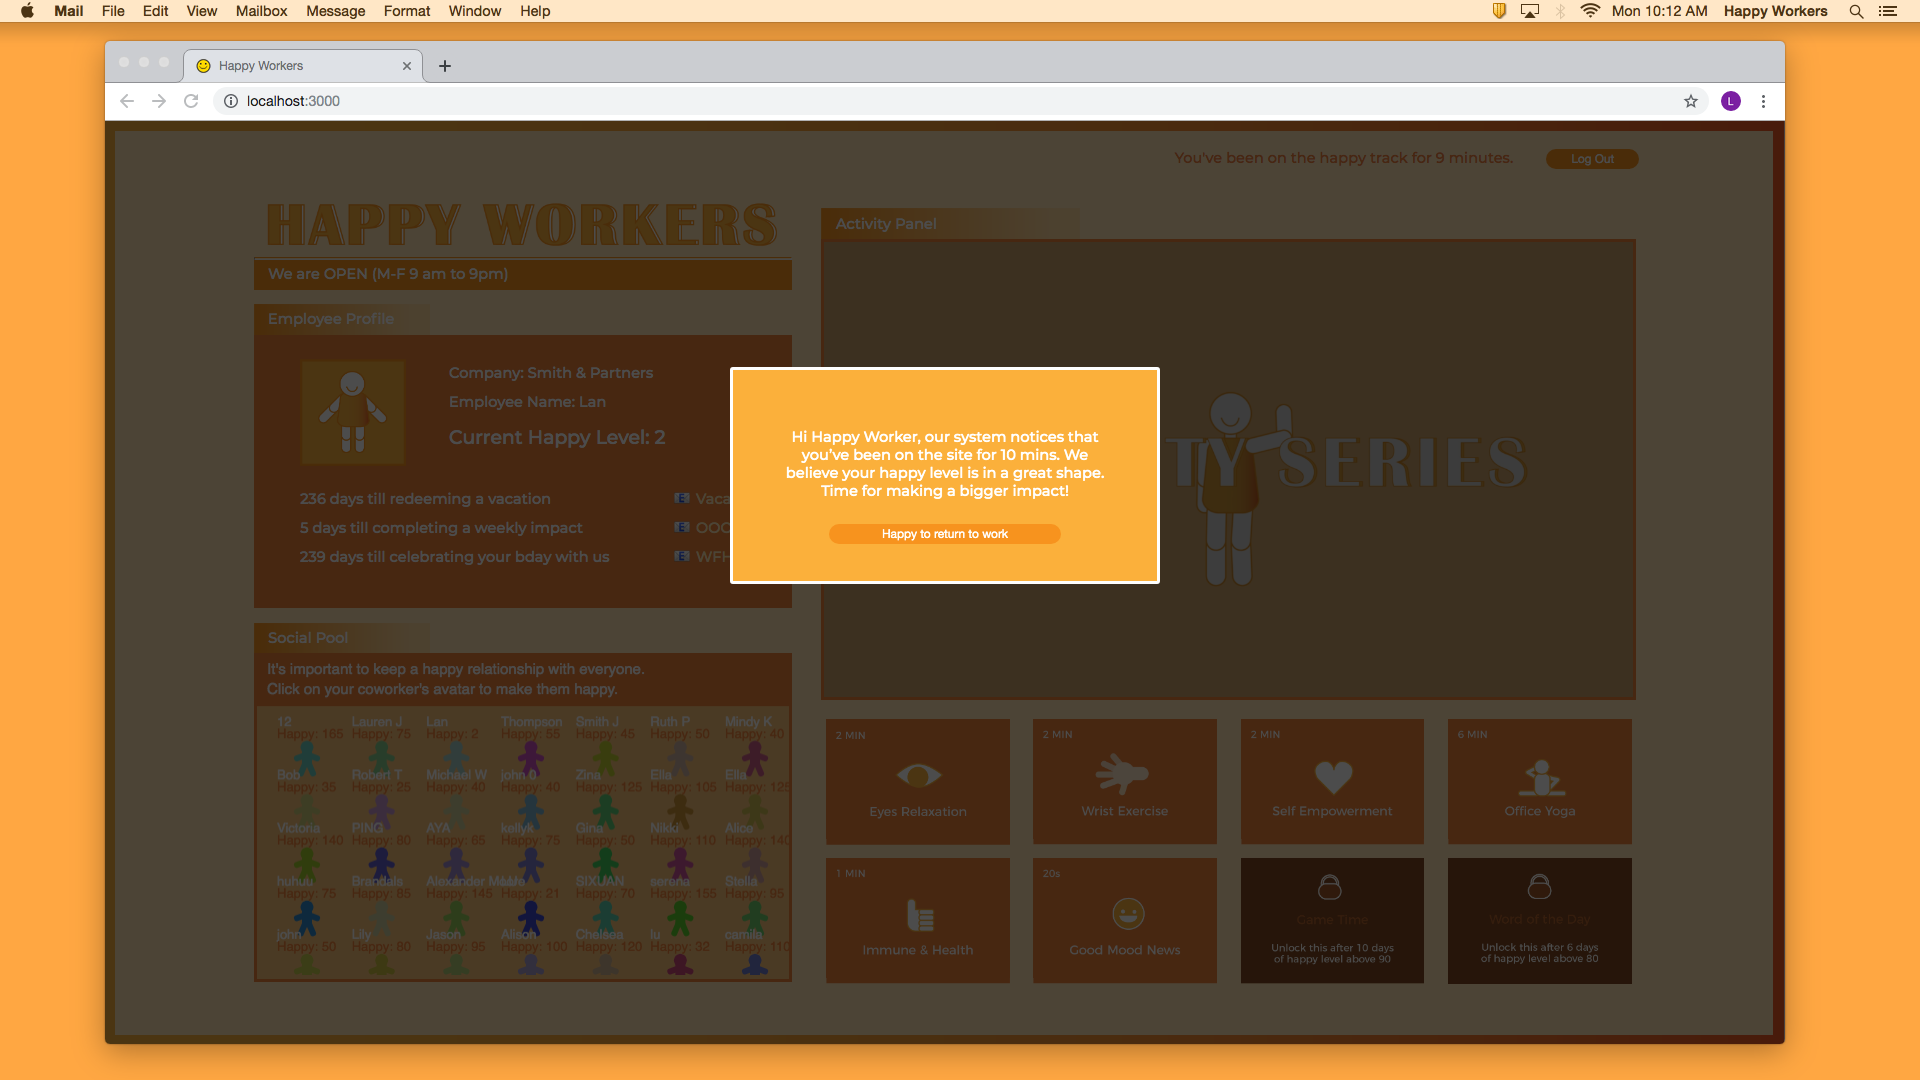 Mail File Edit View Mailbox Message Format Window Help
Mon 10:12 AM Happy Workers
Happy Workers
localhost:3000
L
You've been on the happy track for 9 minutes.
Log Out
HAPPY WORKERS
We are OPEN (M-F 9 am to 9pm)
Employee Profile
Company: Smith & Partners
Employee Name: Lan
Current Happy Level: 2
236 days till redeeming a vacation
5 days till completing a weekly impact
239 days till celebrating your bday with us
Social Pool
It's important to keep a happy relationship with everyone.
Click on your coworker's avatar to make them happy.
12 Lauren J Lan Thompson Smith J Ruth P Mindy K
Happy: 165 Happy: 75 Happy: 2 Happy: 55 Happy: 45 Happy: 50 Happy: 40
Bob Robert T Michael W john 0 Zina Ella Ella
Happy: 35 Happy: 25 Happy: 40 Happy: 40 Happy: 125 Happy: 105 Happy: 125
Victoria PING AYA kellyk Gina Nikki Alice
Happy: 140 Happy: 80 Happy: 65 Happy: 75 Happy: 50 Happy: 110 Happy: 140
huhuu Alexander SIXUAN serena Stella
Happy: 75 Happy: 85 Happy: 145 Happy: 21 Happy: 70 Happy: 155 Happy: 95
john Lily Jason Alison Chelsea lu camila
Happy: 50 Happy: 80 Happy: 95 Happy: 100 Happy: 120 Happy: 32 Happy: 110
Activity Panel
TY SERIES
Hi Happy Worker, our system notices that
you've been on the site for 10 mins. We
believe your happy level is in a great shape.
Time for making a bigger impact!
Happy to return to work
2 MIN
Eyes Relaxation
2 MIN
Wrist Exercise
2 MIN
Self Empowerment
6 MIN
Office Yoga
1 MIN
Immune & Health
20s
Good Mood News
Game Time
Unlock this after 10 days
of happy level above 90
Word of the Day
Unlock this after 6 days
of happy level above 80